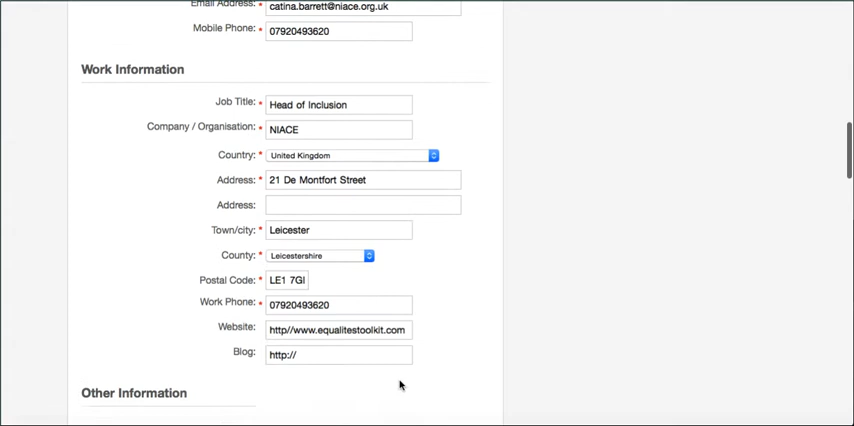 Email Address: * catina.barrett@niace.org.uk
Mobile Phone: * 07920493620
Work Information
Job Title: * Head of Inclusion
Company / Organisation: * NIACE
Country: * United Kingdom
Address: * 21 De Montfort Street
Address:
Town/city: * Leicester
County: * Leicestershire
Postal Code: * LE1 7GI
Work Phone: * 07920493620
Website: http//www.equalitestoolkit.com
Blog: http://
Other Information